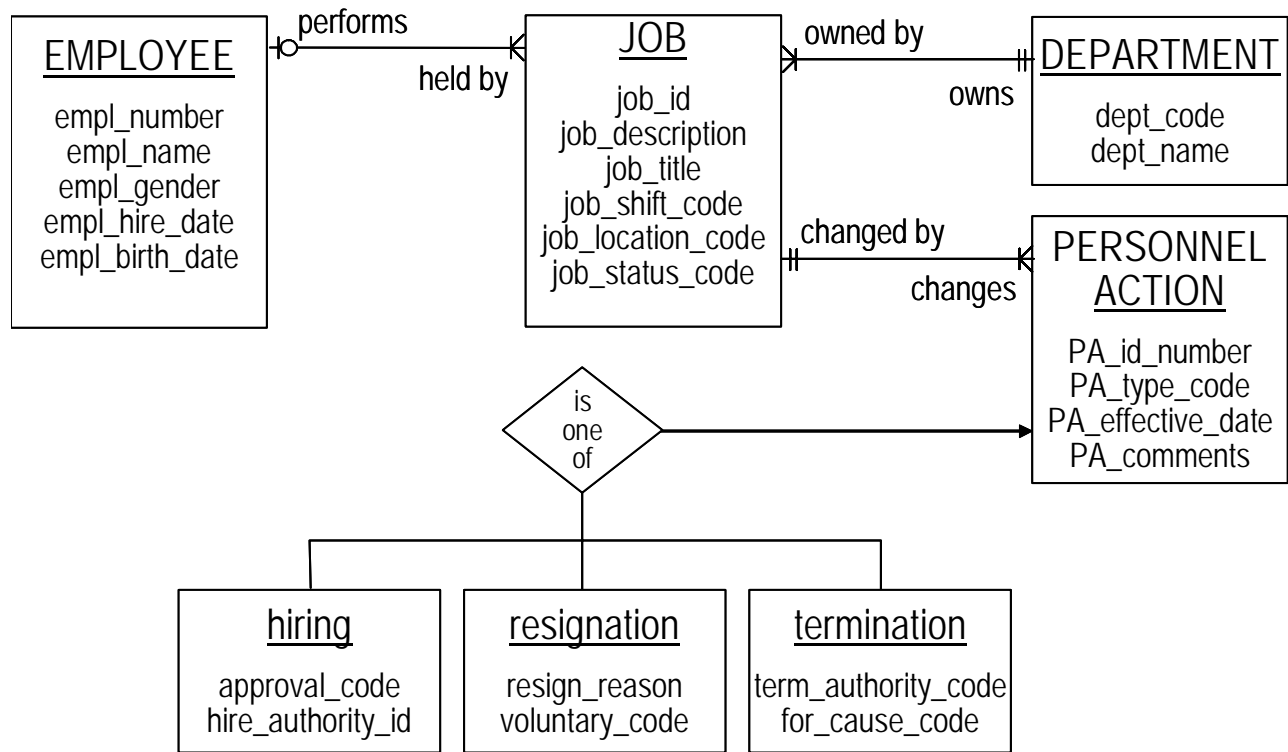 EMPLOYEE
empl_number
empl_name
empl_gender
empl_hire_date
empl_birth_date
performs
held by
JOB
job_id
job_description
job_title
job_shift_code
job_location_code
job_status_code
owned by
owns
DEPARTMENT
dept_code
dept_name
changed by
changes
PERSONNEL
ACTION
PA_id_number
PA_type_code
PA_effective_date
PA_comments
is
one
of
hiring
approval_code
hire_authority_id
resignation
resign_reason
voluntary_code
termination
term_authority_code
for_cause_code